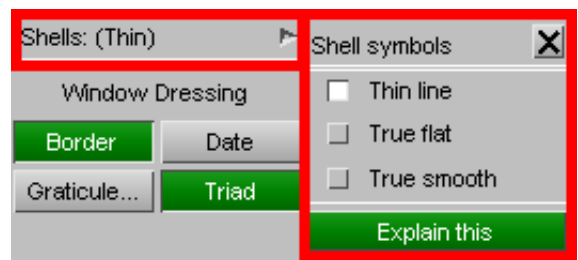 Shells: (Thin)
Window Dressing
Border
Date
Graticule...
Triad
Shell symbols
Thin line
True flat
True smooth
Explain this